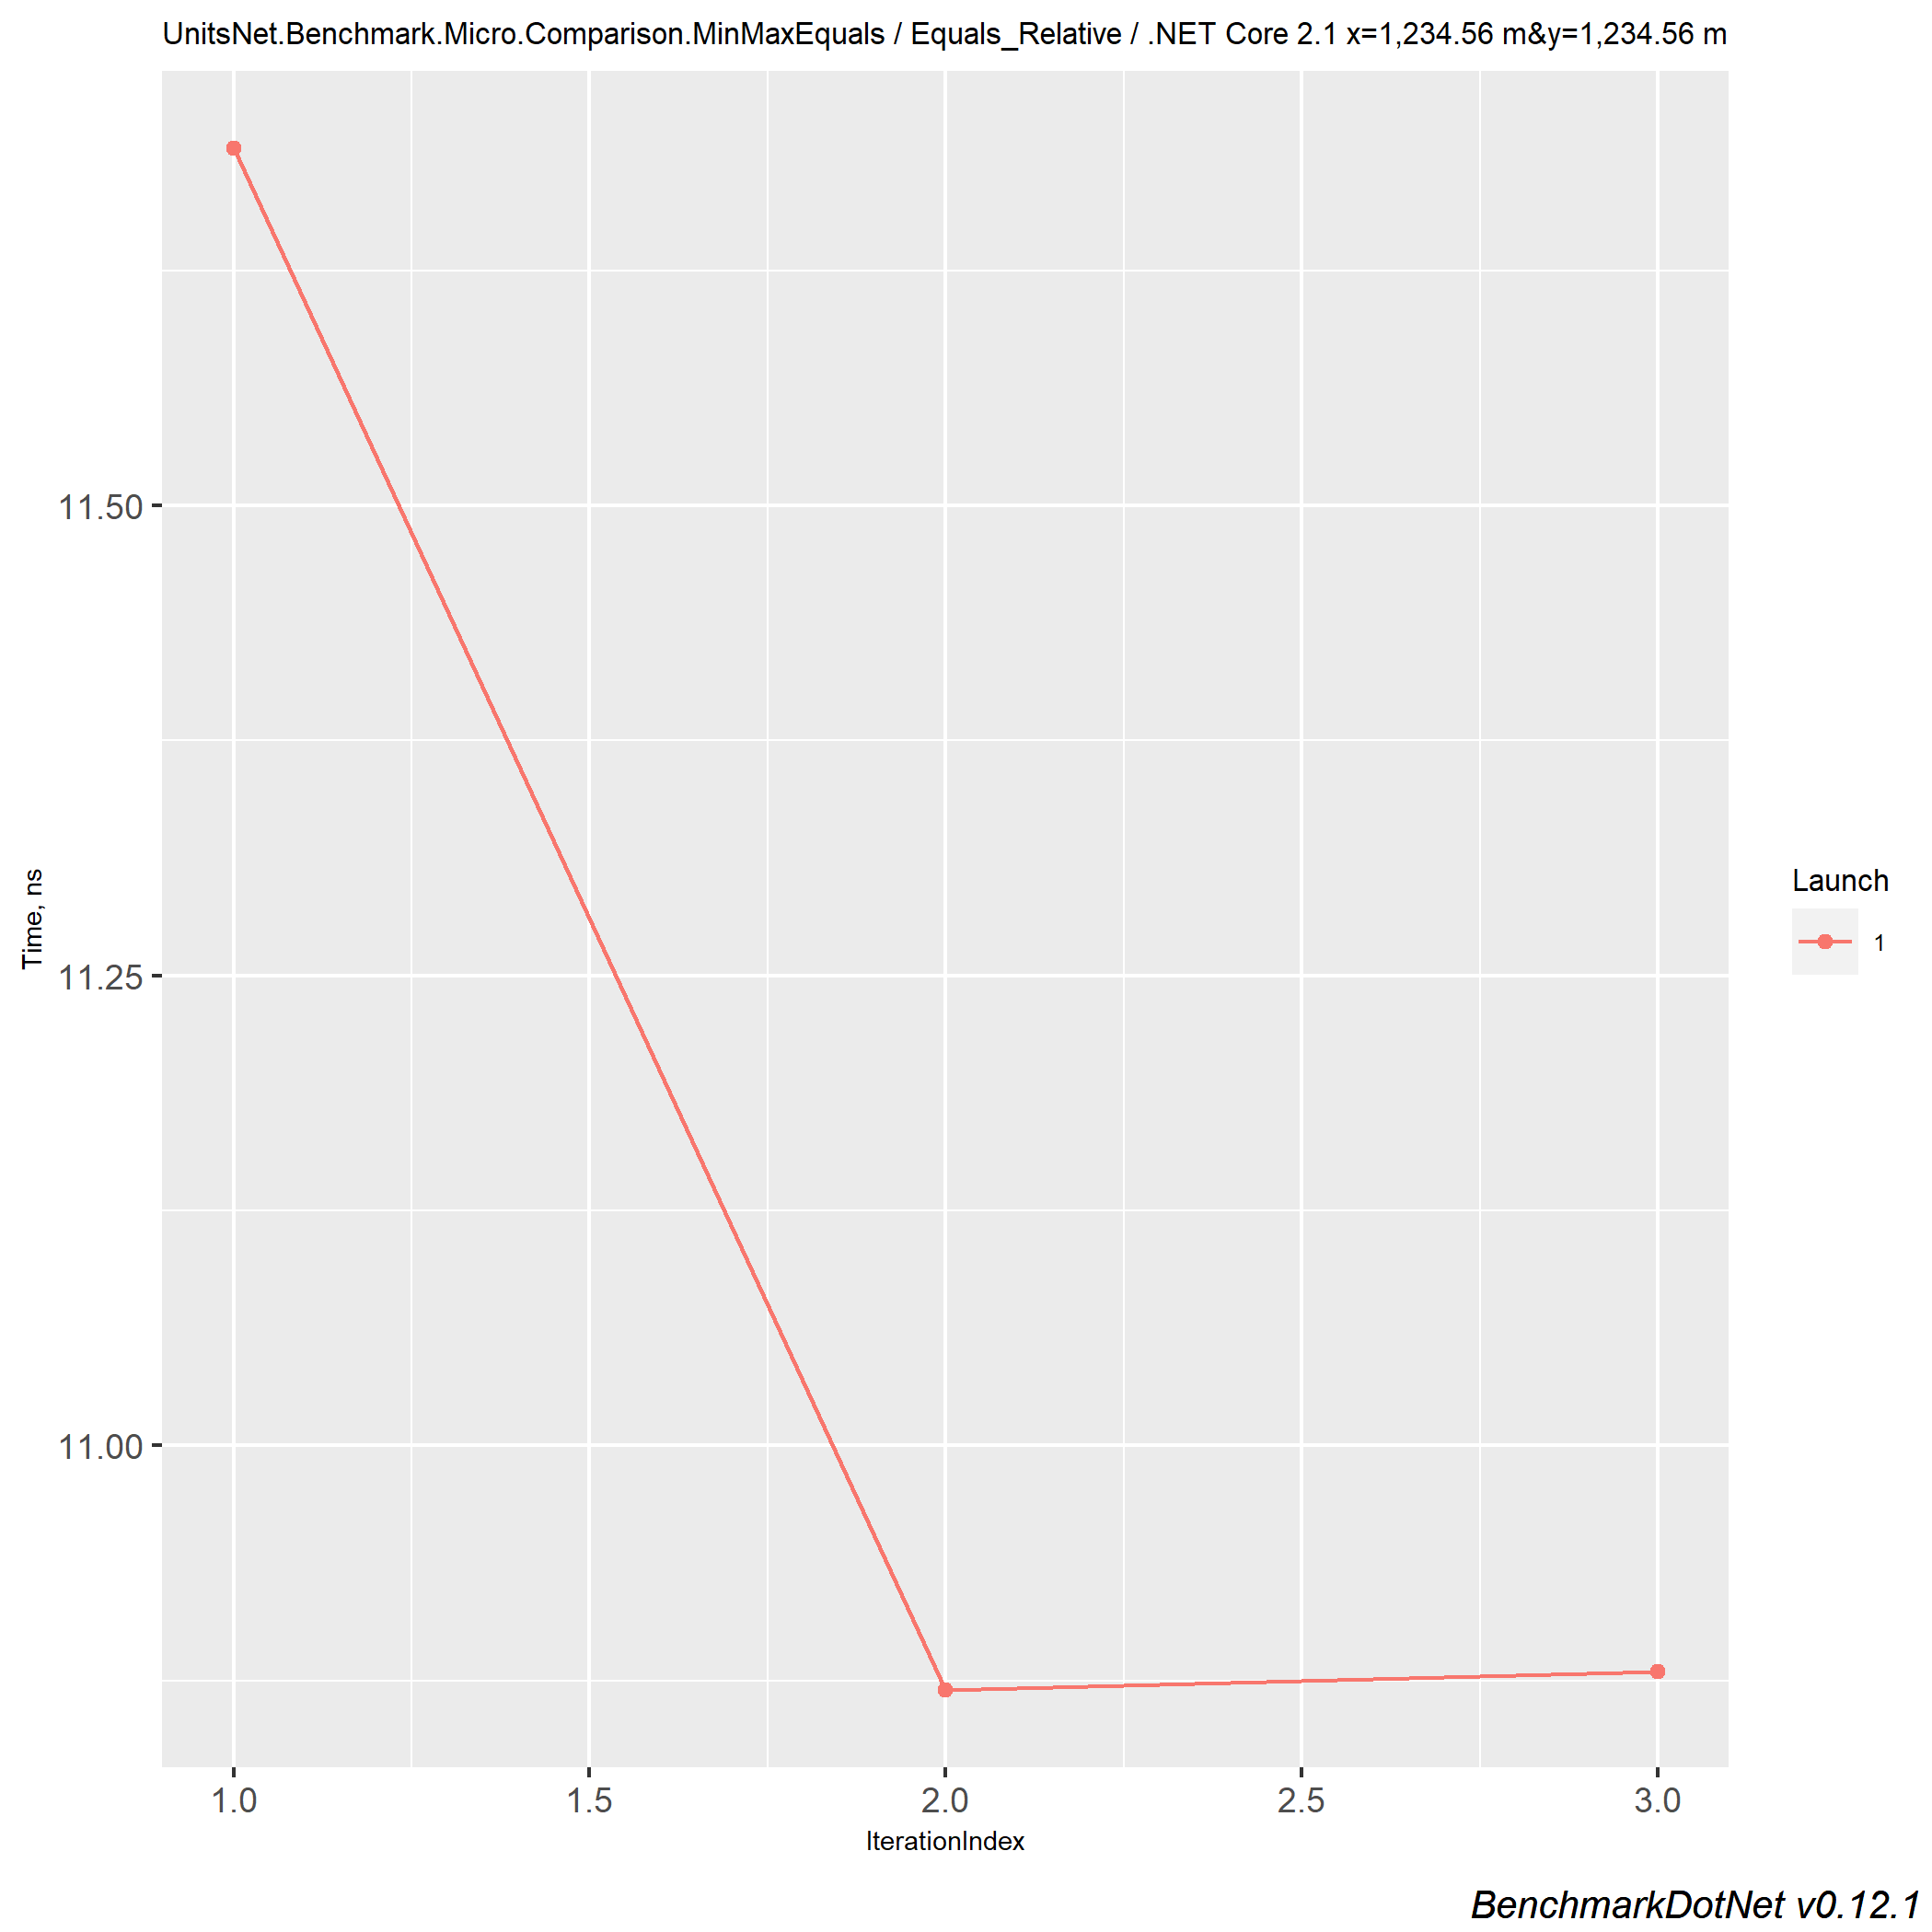 UnitsNet.Benchmark.Micro.Comparison.MinMaxEquals / Equals_Relative / .NET Core 2.1 x=1,234.56 m&y=1,234.56 m
11.50
11.25
11.00
Time, ns
1.0 1.5 2.0 2.5 3.0
IterationIndex
Launch
1
BenchmarkDotNet v0.12.1